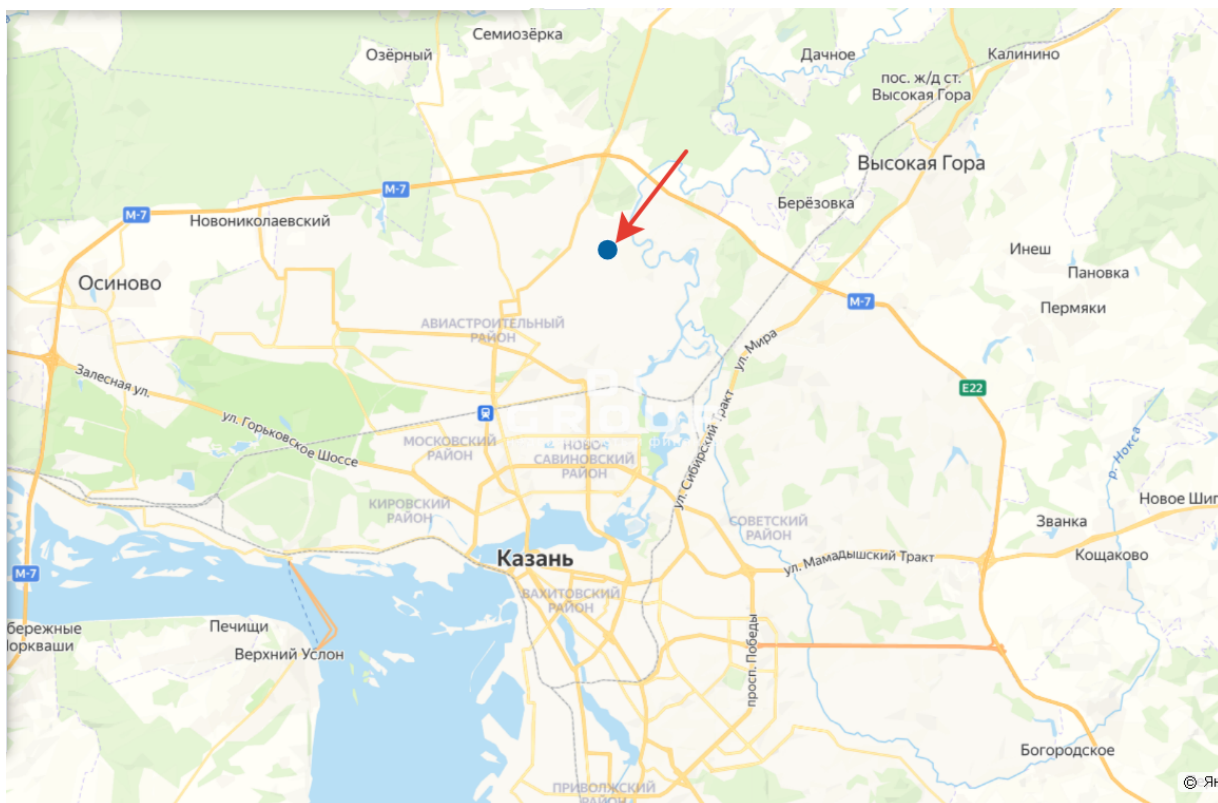 Семиозёрка
Озёрный
Дачное
Калинино
пос. ж/д ст.
Высокая Гора
Высокая Гора
М-7
М-7
Новониколаевский
Берёзовка
Инеш
Пановка
Осиново
М-7
Пермяки
АВИАСТРОИТЕЛЬНЫЙ
РАЙОН
ул. Мира
Залесная ул.
E22
ул. Горьковское Шоссе
GROUP
МОСКОВСКИЙ
РАЙОН
НОВО-
САВИНОВСКИЙ
РАЙОН
ул. Сибирский Тракт
р. Нокса
КИРОВСКИЙ
РАЙОН
СОВЕТСКИЙ
РАЙОН
Новое Шиг
Званка
Казань
ул. Мамадышский Тракт
Кощаково
М-7
ВАХИТОВСКИЙ
РАЙОН
бережные
Моркваши
Печищи
Верхний Услон
просп. Победы
Богородское
ПРИВОЛЖСКИЙ
РАЙОН
© Ян